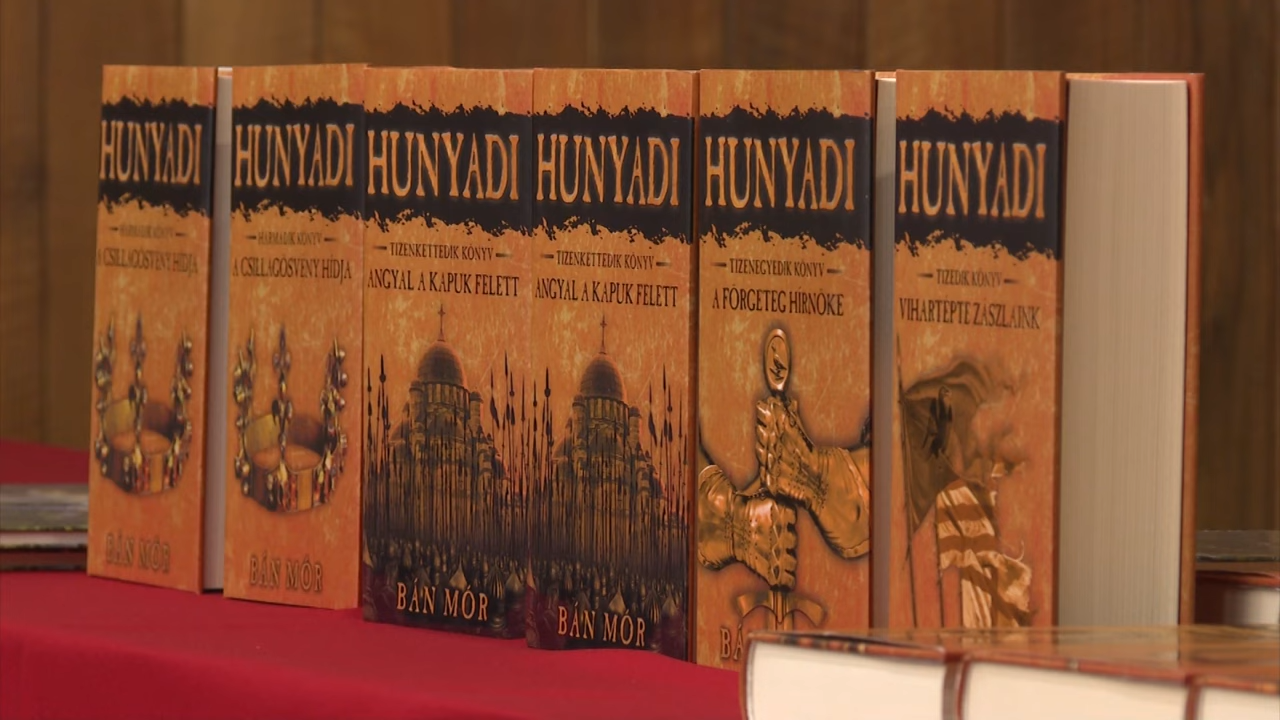 HUNYADI
HARMADIK KÖNYV
A CSILLAGÖSVÉNY HÍDJA
BÁN MÓR
HUNYADI
HARMADIK KÖNYV
A CSILLAGÖSVÉNY HÍDJA
BÁN MÓR
HUNYADI
TIZENKETTEDIK KÖNYV
ANGYAL A KAPUK FELETT
BÁN MÓR
HUNYADI
TIZENKETTEDIK KÖNYV
ANGYAL A KAPUK FELETT
BÁN MÓR
HUNYADI
TIZENEGYEDIK KÖNYV
A FÖRGETEG HÍRNÖKE
BÁ
HUNYADI
TIZEDIK KÖNYV
VIHARTÉPTE ZÁSZLAINK